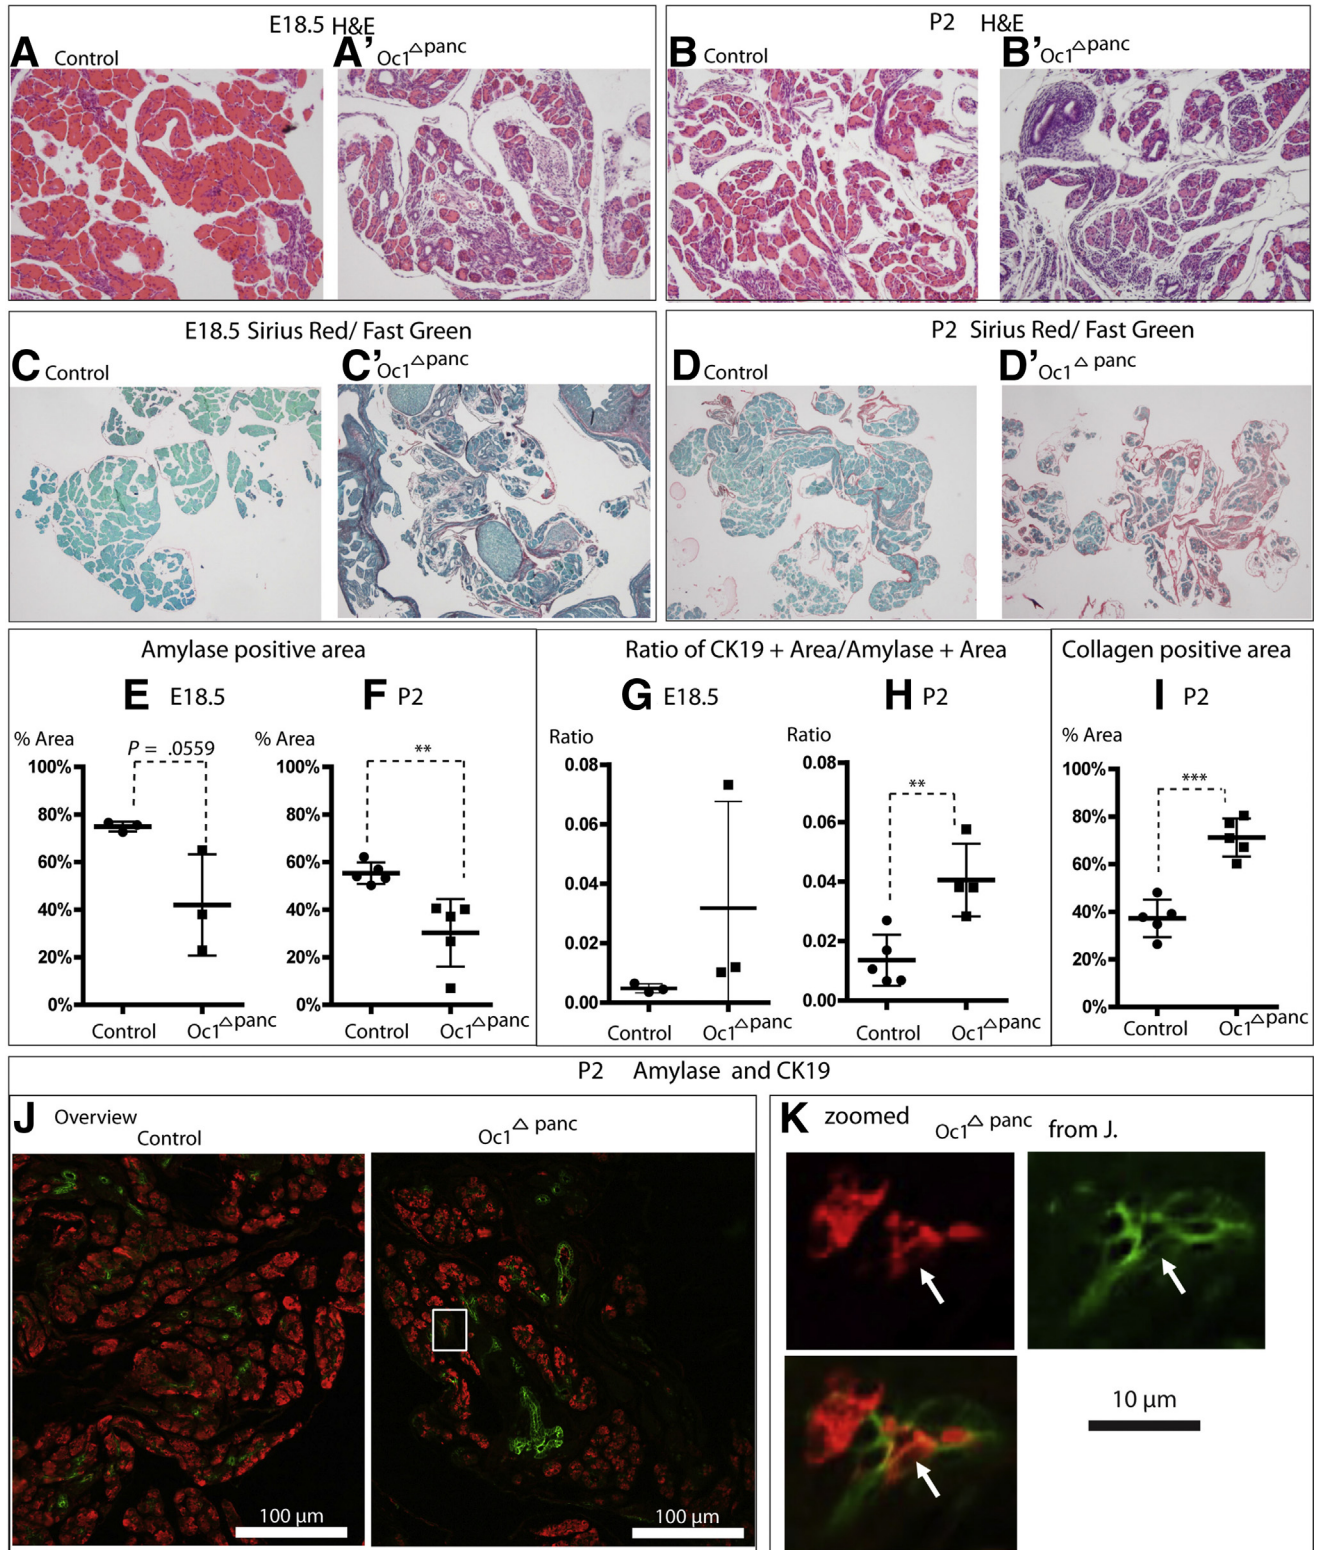 E18.5 H&E
A Control
A’ Oc1△panc
P2 H&E
B Control
B’ Oc1△panc
E18.5 Sirius Red/ Fast Green
C Control
C’ Oc1△panc
P2 Sirius Red/ Fast Green
D Control
D’ Oc1△ panc
Amylase positive area
E E18.5
% Area
P = .0559
100%
80%
60%
40%
20%
0%
Control
Oc1△panc
F P2
% Area
**
100%
80%
60%
40%
20%
0%
Control
Oc1△panc
Ratio of CK19 + Area/Amylase + Area
G E18.5
Ratio
0.08
0.06
0.04
0.02
0.00
Control
Oc1△panc
H P2
Ratio
**
0.08
0.06
0.04
0.02
0.00
Control
Oc1△panc
Collagen positive area
I P2
% Area
***
100%
80%
60%
40%
20%
0%
Control
Oc1△panc
P2 Amylase and CK19
J Overview
Control
Oc1△ panc
100 µm
100 µm
K zoomed Oc1△ panc from J.
10 µm